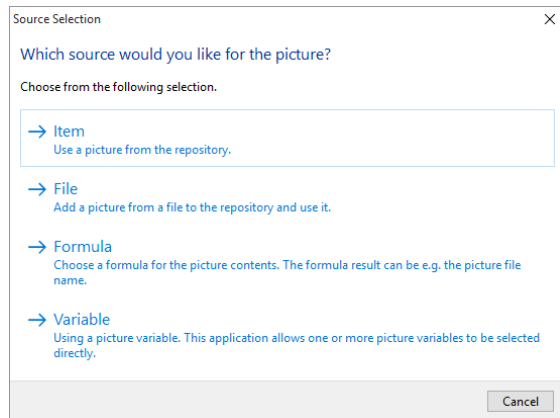 Source Selection
Which source would you like for the picture?
Choose from the following selection.
Item
Use a picture from the repository.
File
Add a picture from a file to the repository and use it.
Formula
Choose a formula for the picture contents. The formula result can be e.g. the picture file
name.
Variable
Using a picture variable. This application allows one or more picture variables to be selected
directly.
Cancel